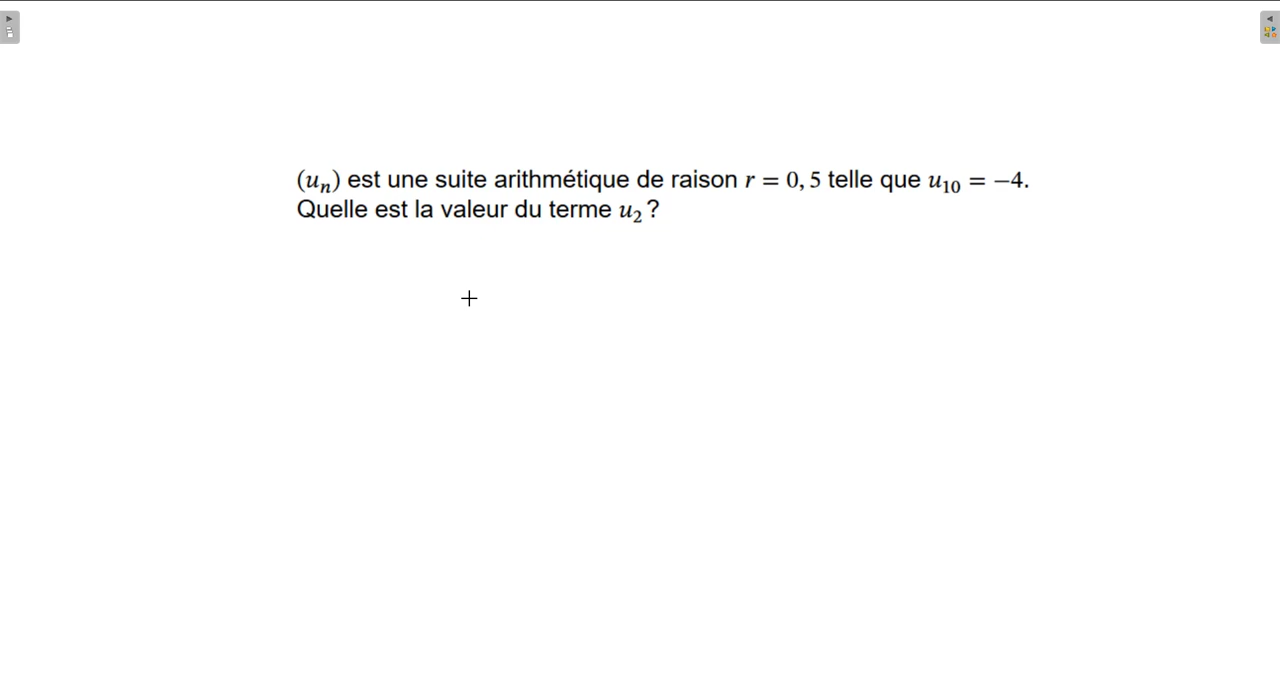 (uₙ) est une suite arithmétique de raison r = 0, 5 telle que u₁₀ = −4.
Quelle est la valeur du terme u₂ ?